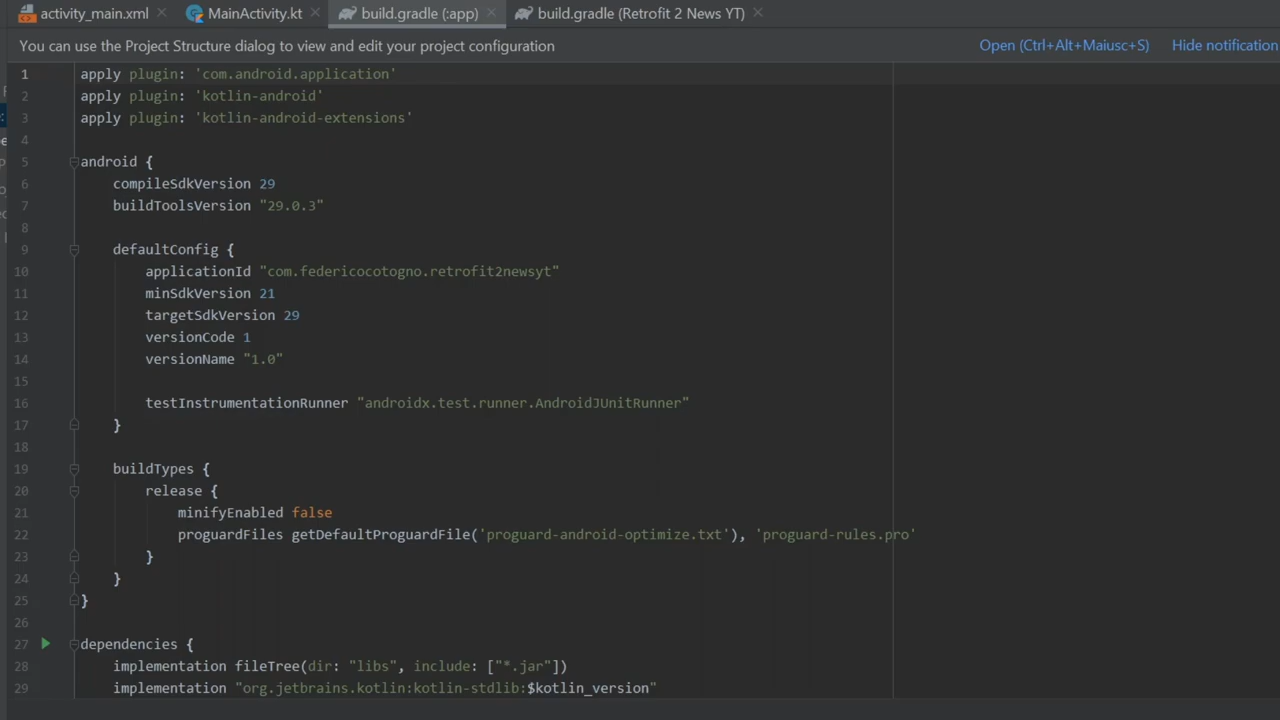 activity_main.xml MainActivity.kt build.gradle (:app) build.gradle (Retrofit 2 News YT)
You can use the Project Structure dialog to view and edit your project configuration Open (Ctrl+Alt+Maiusc+S) Hide notification
1 apply plugin: 'com.android.application'
2 apply plugin: 'kotlin-android'
3 apply plugin: 'kotlin-android-extensions'
4
5 android {
6 compileSdkVersion 29
7 buildToolsVersion "29.0.3"
8
9 defaultConfig {
10 applicationId "com.federicocotogno.retrofit2newsyt"
11 minSdkVersion 21
12 targetSdkVersion 29
13 versionCode 1
14 versionName "1.0"
15
16 testInstrumentationRunner "androidx.test.runner.AndroidJUnitRunner"
17 }
18
19 buildTypes {
20 release {
21 minifyEnabled false
22 proguardFiles getDefaultProguardFile('proguard-android-optimize.txt'), 'proguard-rules.pro'
23 }
24 }
25 }
26
27 dependencies {
28 implementation fileTree(dir: "libs", include: ["*.jar"])
29 implementation "org.jetbrains.kotlin:kotlin-stdlib:$kotlin_version"